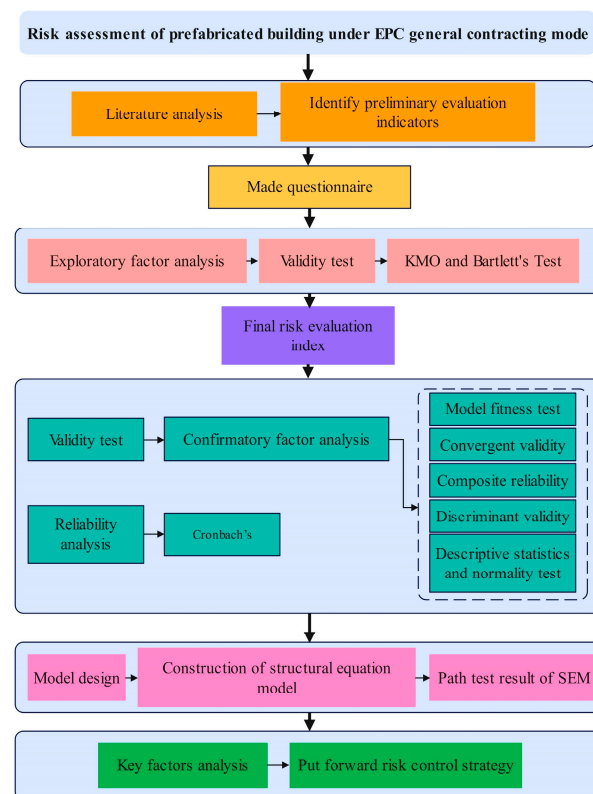 Risk assessment of prefabricated building under EPC general contracting mode
Literature analysis
Identify preliminary evaluation
indicators
Made questionnaire
Exploratory factor analysis
Validity test
KMO and Bartlett's Test
Final risk evaluation
index
Validity test
Confirmatory factor analysis
Model fitness test
Convergent validity
Composite reliability
Discriminant validity
Descriptive statistics
and normality test
Reliability
analysis
Cronbach’s
Model design
Construction of structural equation
model
Path test result of SEM
Key factors analysis
Put forward risk control strategy